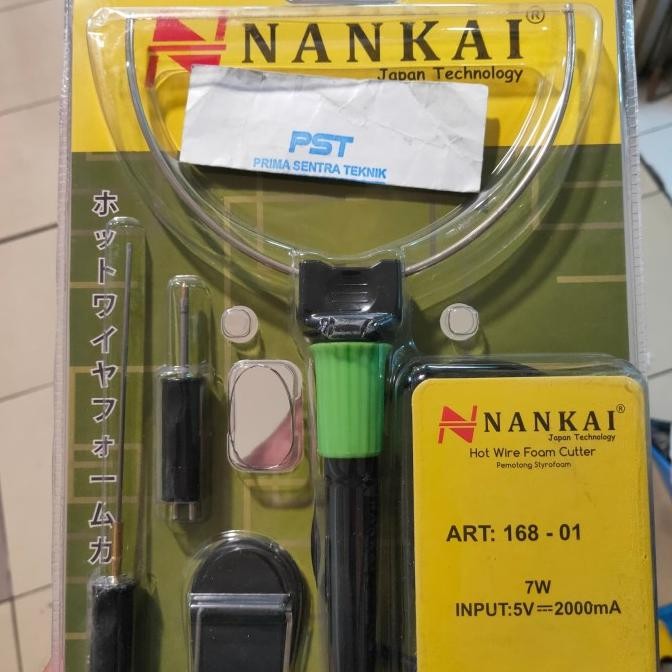 NANKAI®
Japan Technology
PST
PRIMA SENTRA TEKNIK
ホットワイヤフォームカ
NANKAI®
Japan Technology
Hot Wire Foam Cutter
Pemotong Styrofoam
ART: 168 - 01
7W
INPUT:5V⎓2000mA